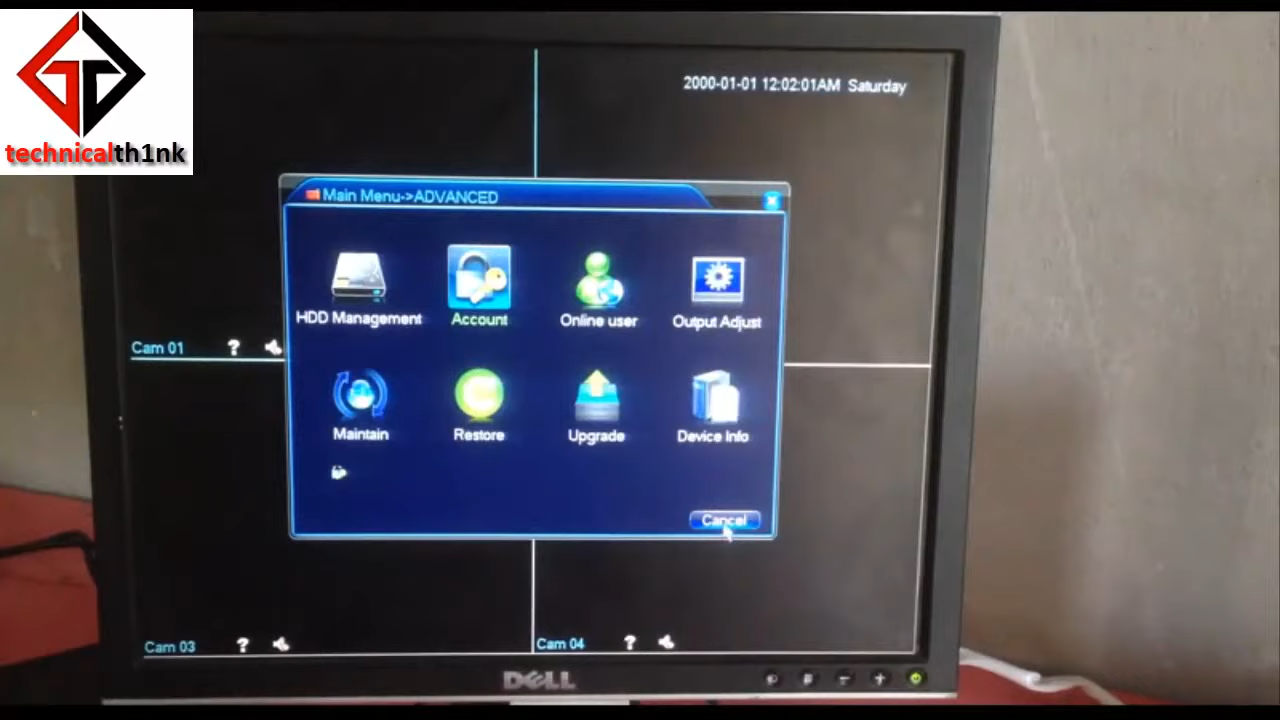 technicalth1nk
2000-01-01 12:02:01AM Saturday
Main Menu->ADVANCED
HDD Management Account Online user Output Adjust
Cam 01 ?
Maintain Restore Upgrade Device Info
Cancel
Cam 03 ? Cam 04 ?
DELL